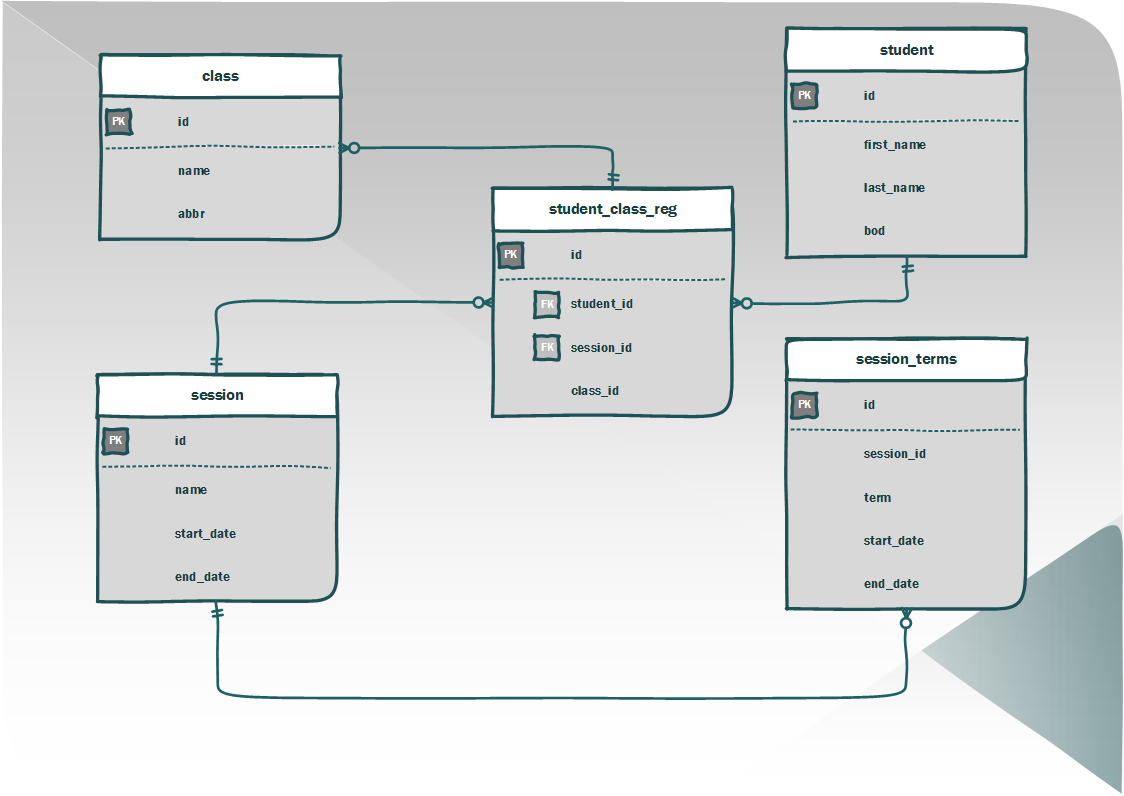 class
PK id
name
abbr
student
PK id
first_name
last_name
bod
student_class_reg
PK id
FK student_id
FK session_id
class_id
session
PK id
name
start_date
end_date
session_terms
PK id
session_id
term
start_date
end_date